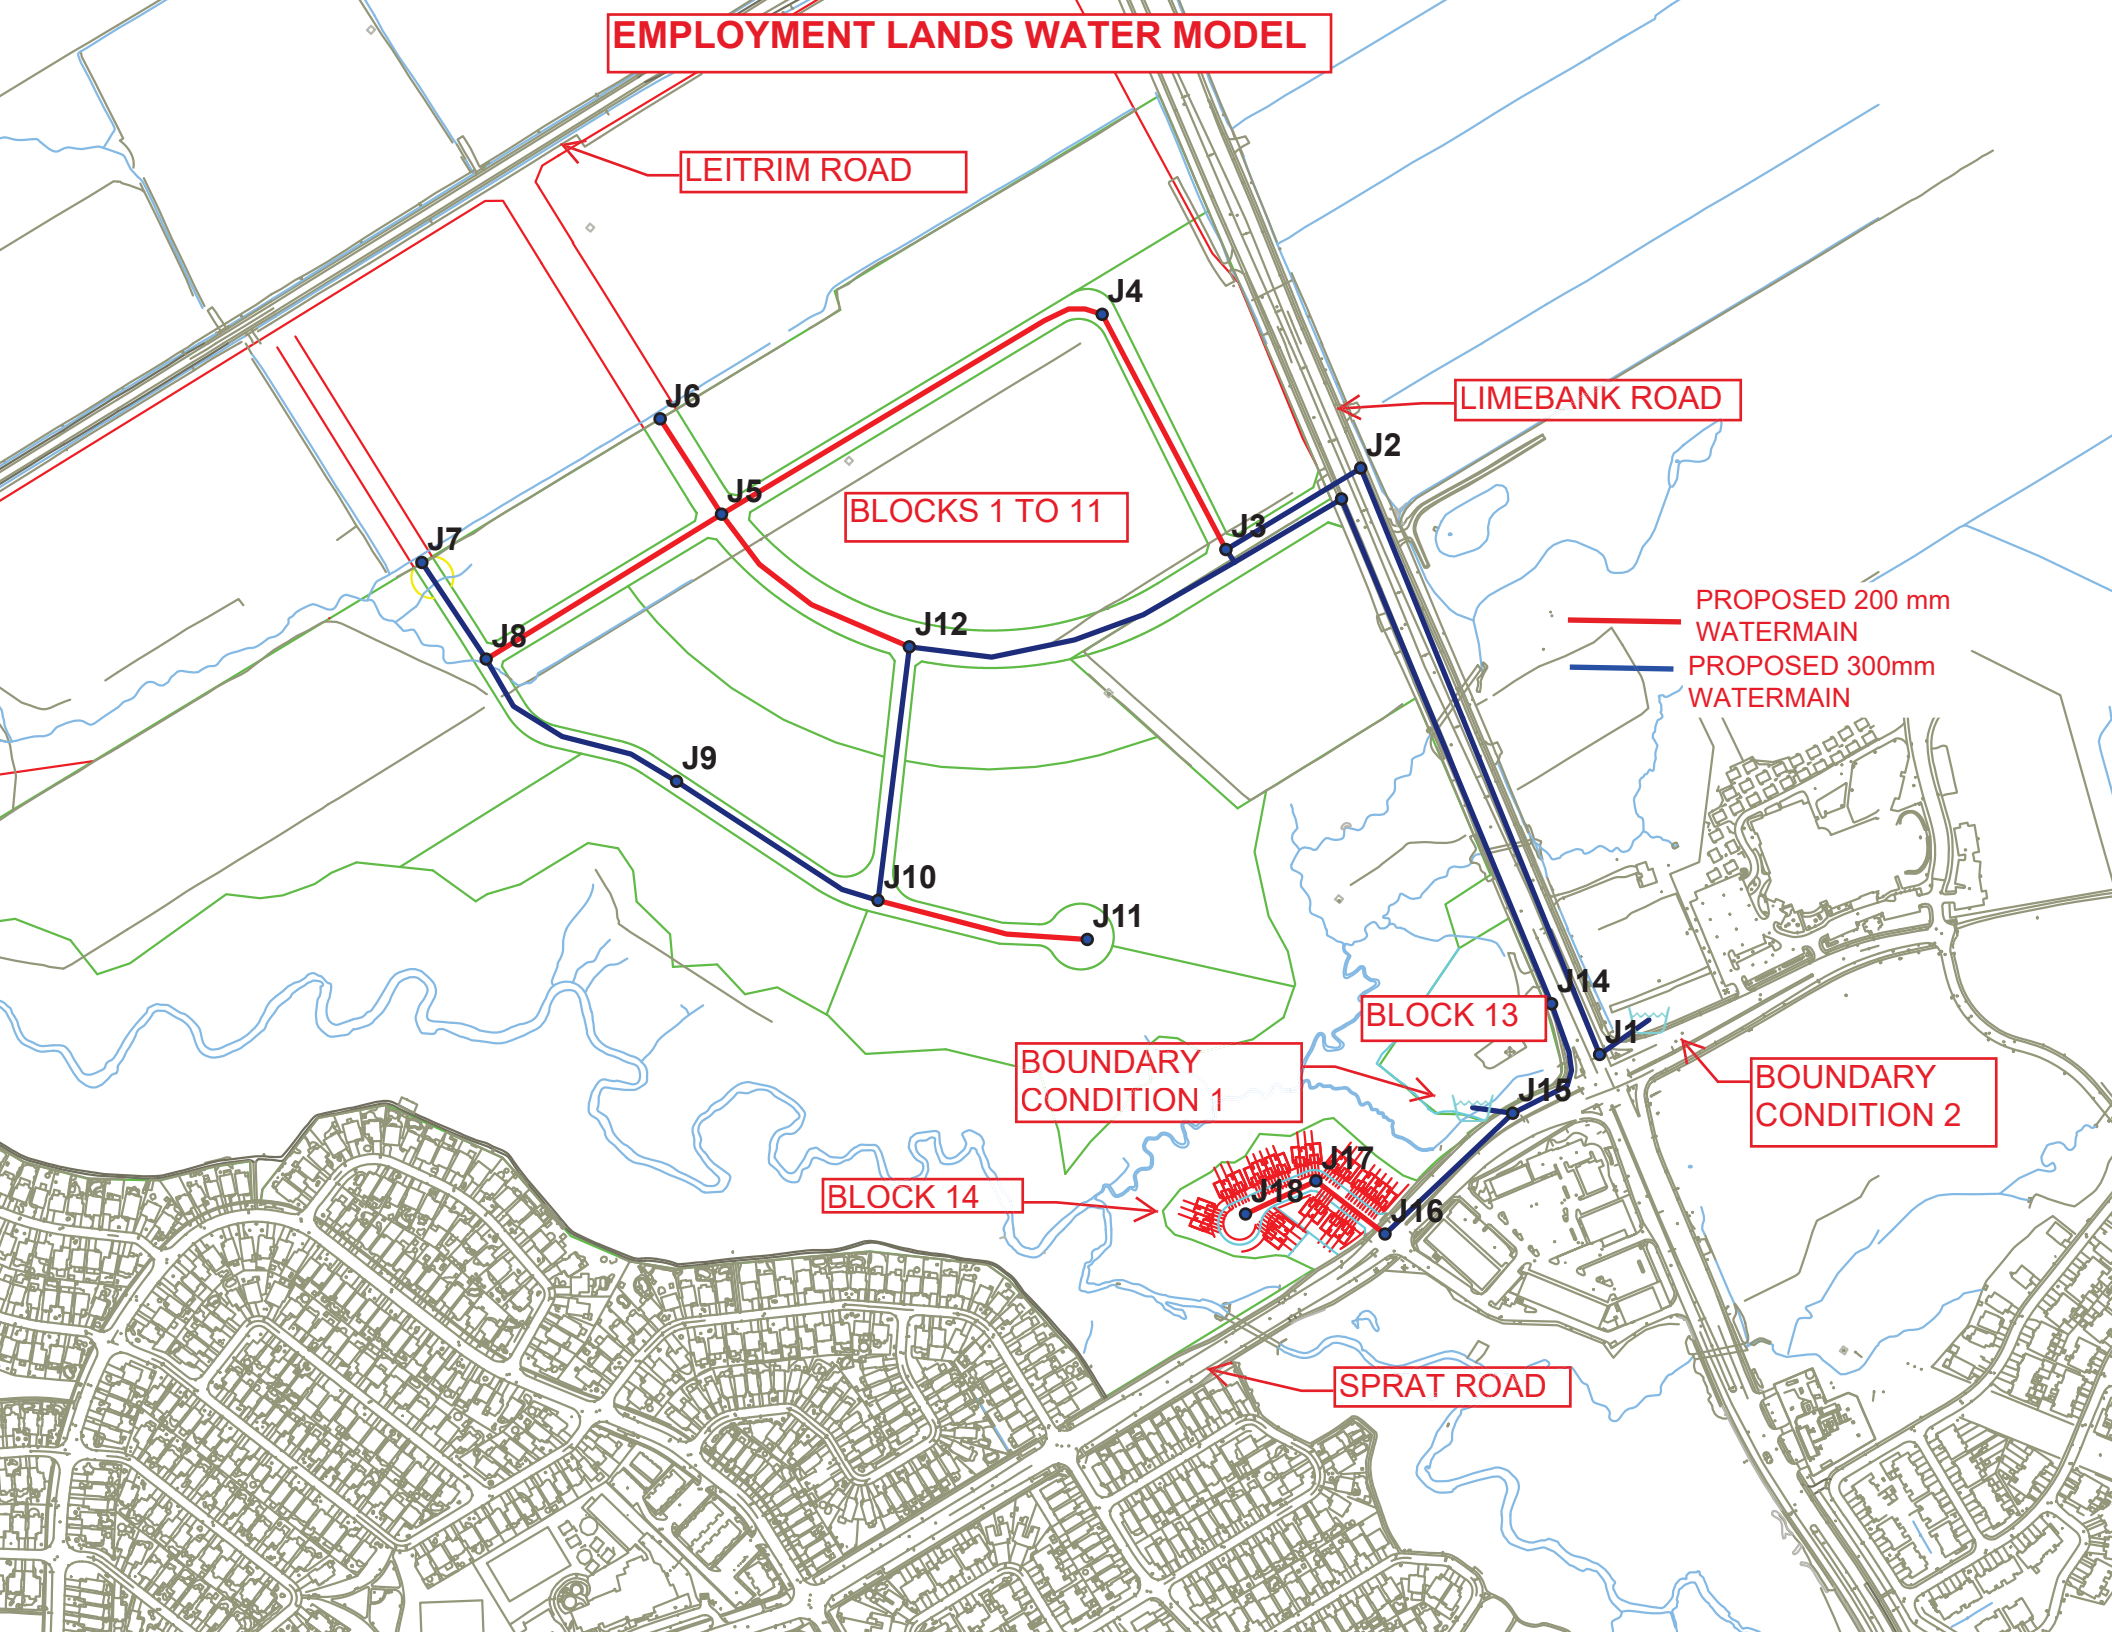 EMPLOYMENT LANDS WATER MODEL
LEITRIM ROAD
J4
J6
LIMEBANK ROAD
J2
J5
BLOCKS 1 TO 11
J3
J7
PROPOSED 200 mm
WATERMAIN
J12
J8
PROPOSED 300mm
WATERMAIN
J9
J10
J11
J14
BLOCK 13
J1
BOUNDARY
CONDITION 1
BOUNDARY
CONDITION 2
J15
J17
BLOCK 14
J18
J16
SPRAT ROAD